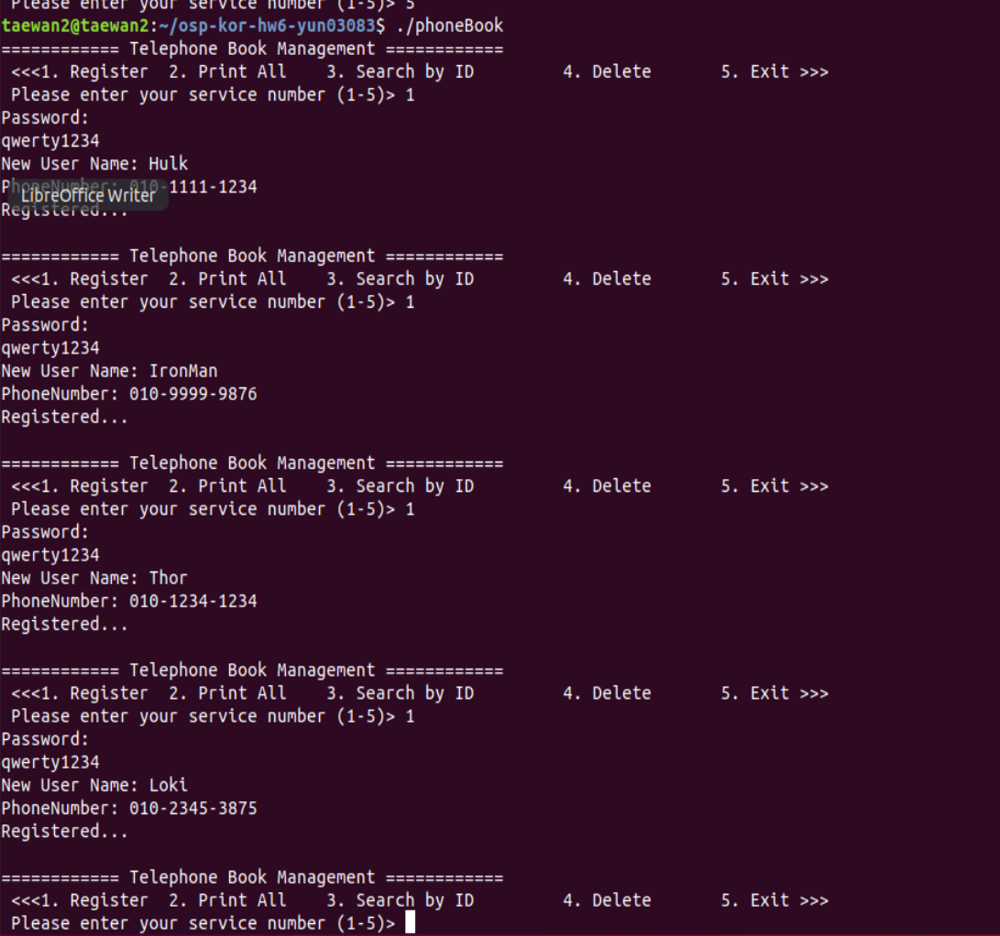 Please enter your service number (1-5)> 5
taewan2@taewan2:~/osp-kor-hw6-yun03083$ ./phoneBook
============ Telephone Book Management ============
<<<1. Register 2. Print All 3. Search by ID 4. Delete 5. Exit >>>
Please enter your service number (1-5)> 1
Password:
qwerty1234
New User Name: Hulk
PhoneNumber: 010-1111-1234
LibreOffice Writer
Registered...
============ Telephone Book Management ============
<<<1. Register 2. Print All 3. Search by ID 4. Delete 5. Exit >>>
Please enter your service number (1-5)> 1
Password:
qwerty1234
New User Name: IronMan
PhoneNumber: 010-9999-9876
Registered...
============ Telephone Book Management ============
<<<1. Register 2. Print All 3. Search by ID 4. Delete 5. Exit >>>
Please enter your service number (1-5)> 1
Password:
qwerty1234
New User Name: Thor
PhoneNumber: 010-1234-1234
Registered...
============ Telephone Book Management ============
<<<1. Register 2. Print All 3. Search by ID 4. Delete 5. Exit >>>
Please enter your service number (1-5)> 1
Password:
qwerty1234
New User Name: Loki
PhoneNumber: 010-2345-3875
Registered...
============ Telephone Book Management ============
<<<1. Register 2. Print All 3. Search by ID 4. Delete 5. Exit >>>
Please enter your service number (1-5)>